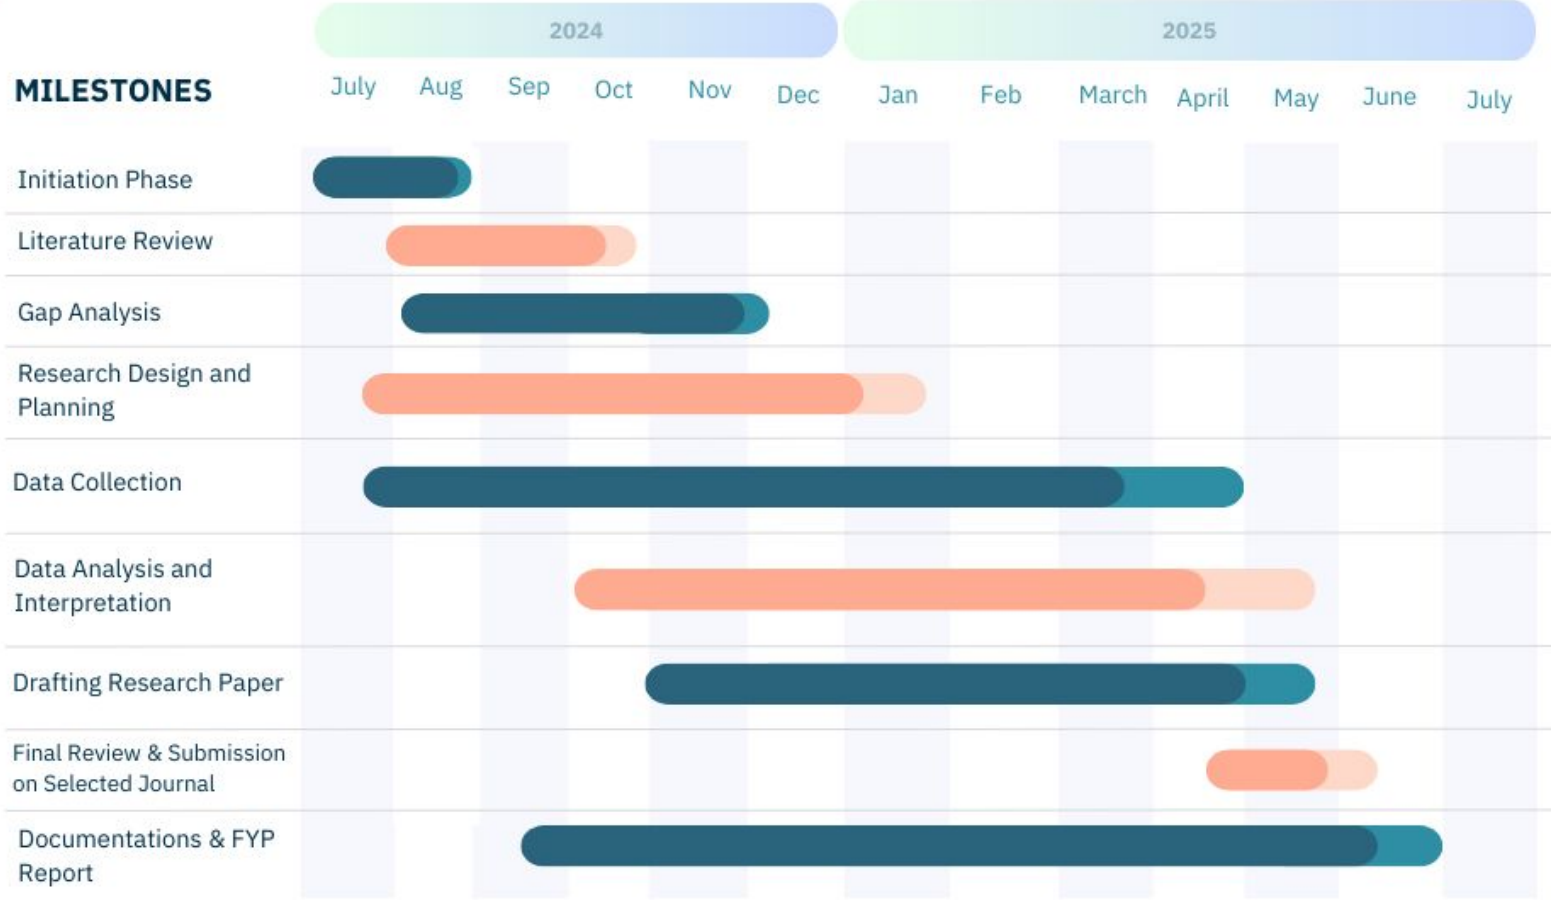 2024 2025
MILESTONES July Aug Sep Oct Nov Dec Jan Feb March April May June July
Initiation Phase
Literature Review
Gap Analysis
Research Design and
Planning
Data Collection
Data Analysis and
Interpretation
Drafting Research Paper
Final Review & Submission
on Selected Journal
Documentations & FYP
Report